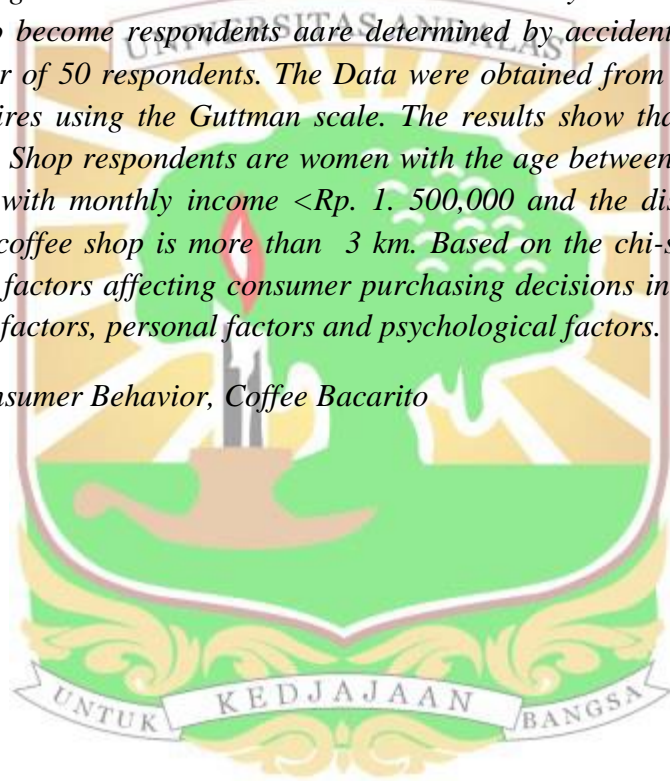 UNIVERSITAS ANDALAS
o become respondents aare determined by accident
r of 50 respondents. The Data were obtained from
ires using the Guttman scale. The results show tha
Shop respondents are women with the age between
with monthly income <Rp. 1. 500,000 and the dis
coffee shop is more than 3 km. Based on the chi-s
factors affecting consumer purchasing decisions in
factors, personal factors and psychological factors.
nsumer Behavior, Coffee Bacarito
UNTUK KEDJAJAAN BANGSA